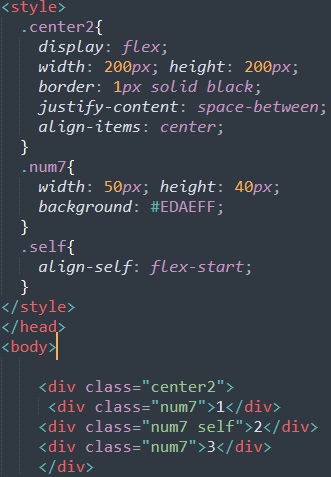 <style>
.center2{
display: flex;
width: 200px; height: 200px;
border: 1px solid black;
justify-content: space-between;
align-items: center;
}
.num7{
width: 50px; height: 40px;
background: #EDAEFF;
}
.self{
align-self: flex-start;
}
</style>
</head>
<body>
<div class="center2">
<div class="num7">1</div>
<div class="num7 self">2</div>
<div class="num7">3</div>
</div>